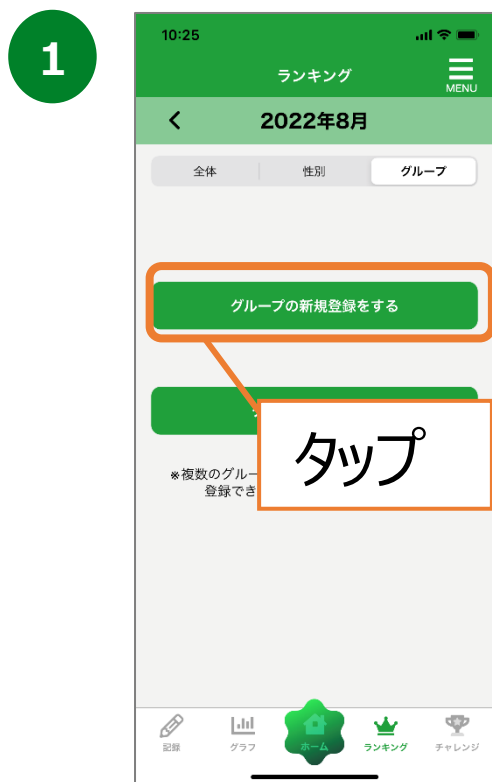 1
10:25
ランキング
MENU
2022年8月
全体 性別 グループ
グループの新規登録をする
タップ
※複数のグルー
登録でき
記録 グラフ ホーム ランキング チャレンジ